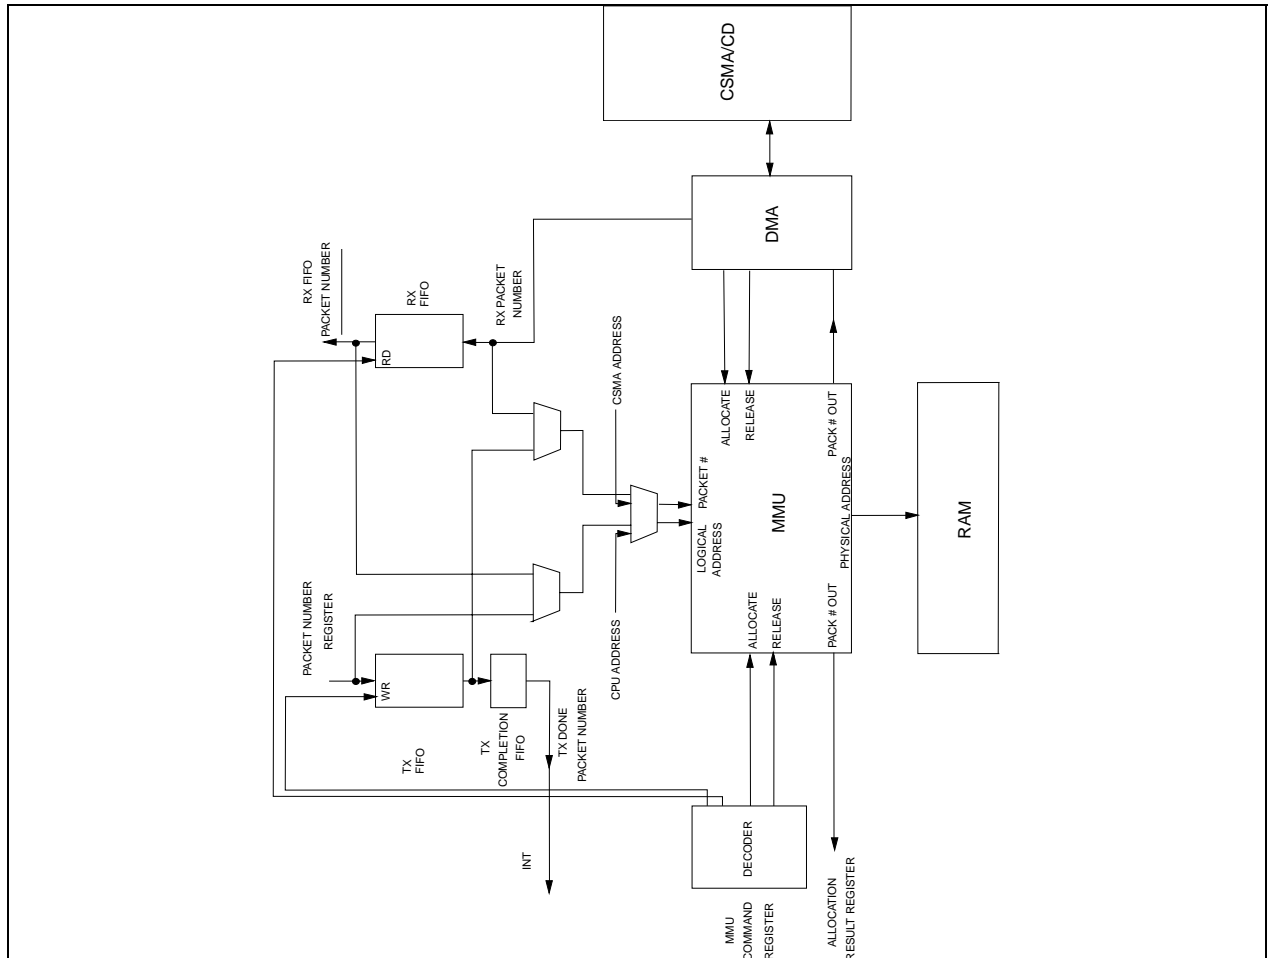 CSMA/CD
DMA
RX FIFO
PACKET NUMBER
RX
FIFO
RX PACKET
NUMBER
RD
CSMA ADDRESS
ALLOCATE
RELEASE
PACK # OUT
PACKET #
LOGICAL
ADDRESS
MMU
PHYSICAL ADDRESS
RAM
PACKET NUMBER
REGISTER
CPU ADDRESS
ALLOCATE
RELEASE
PACK # OUT
WR
TX
FIFO
TX
COMPLETION
FIFO
TX DONE
PACKET NUMBER
INT
DECODER
MMU
COMMAND
REGISTER
ALLOCATION
RESULT REGISTER